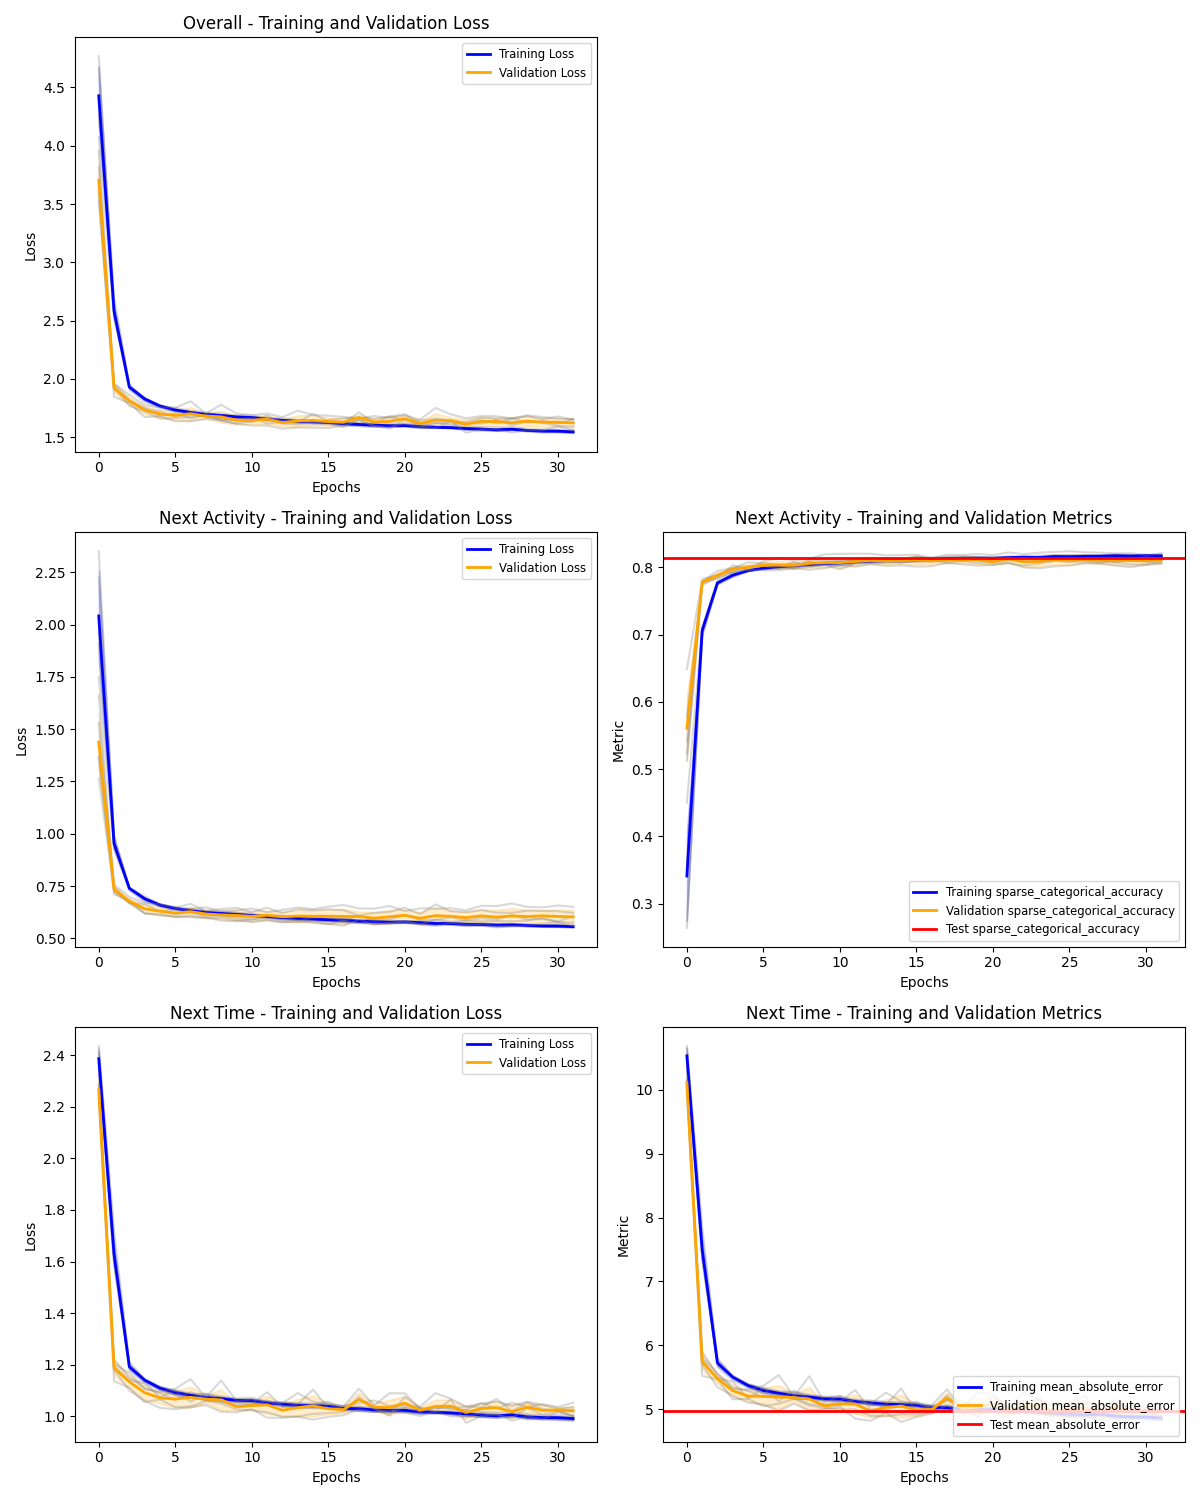 Overall - Training and Validation Loss
Training Loss
Validation Loss
4.5
4.0
3.5
3.0
2.5
2.0
1.5
Loss
0 5 10 15 20 25 30
Epochs
Next Activity - Training and Validation Loss
Training Loss
Validation Loss
2.25
2.00
1.75
1.50
1.25
1.00
0.75
0.50
Loss
0 5 10 15 20 25 30
Epochs
Next Activity - Training and Validation Metrics
0.8
0.7
0.6
0.5
0.4
0.3
Metric
Training sparse_categorical_accuracy
Validation sparse_categorical_accuracy
Test sparse_categorical_accuracy
0 5 10 15 20 25 30
Epochs
Next Time - Training and Validation Loss
Training Loss
Validation Loss
2.4
2.2
2.0
1.8
1.6
1.4
1.2
1.0
Loss
0 5 10 15 20 25 30
Epochs
Next Time - Training and Validation Metrics
10
9
8
7
6
5
Metric
Training mean_absolute_error
Validation mean_absolute_error
Test mean_absolute_error
0 5 10 15 20 25 30
Epochs